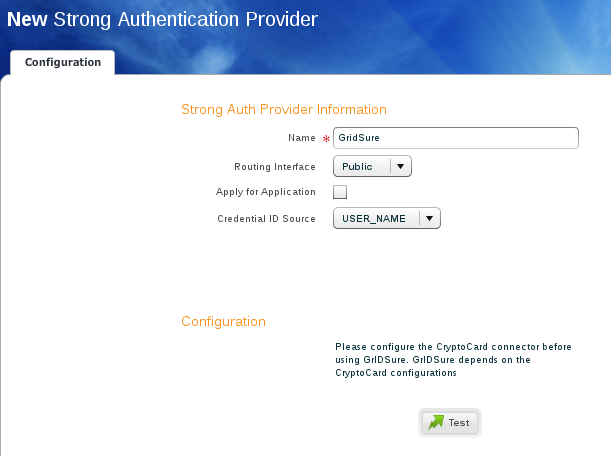 New Strong Authentication Provider
Configuration
Strong Auth Provider Information
Name * GridSure
Routing Interface Public
Apply for Application
Credential ID Source USER_NAME
Configuration
Please configure the CryptoCard connector before
using GrIDSure. GrIDSure depends on the
CryptoCard configurations
Test